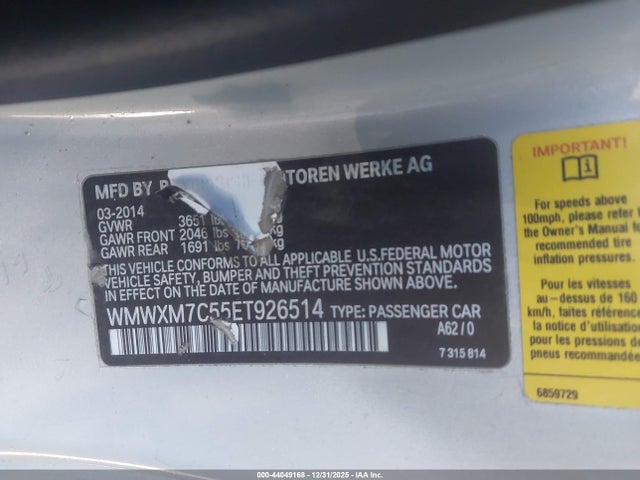 MFD BY TOREN WERKE AG
03-2014
GVWR 3651 lbs
GAWR FRONT 2046 lbs kg
GAWR REAR 1691 lbs kg
THIS VEHICLE CONFORMS TO ALL APPLICABLE U.S.FEDERAL MOTOR
VEHICLE SAFETY, BUMPER, AND THEFT PREVENTION STANDARDS
IN EFFECT ON THE DATE OF MANUFACTURE SHOWN ABOVE.
WMWXM7C55ET926514 TYPE: PASSENGER CAR
A62/0
7 315 814
IMPORTANT!
For speeds above
100mph, please refer to
the Owner's Manual for
recommended tire
inflation pressures.
Pour les vitesses
au-dessus de 160
km/h, faites référence
à la notice d'utilisation
pour les pressions de
pneus recommandées.
6859729
000-44049168 - 12/31/2025 - IAA Inc.